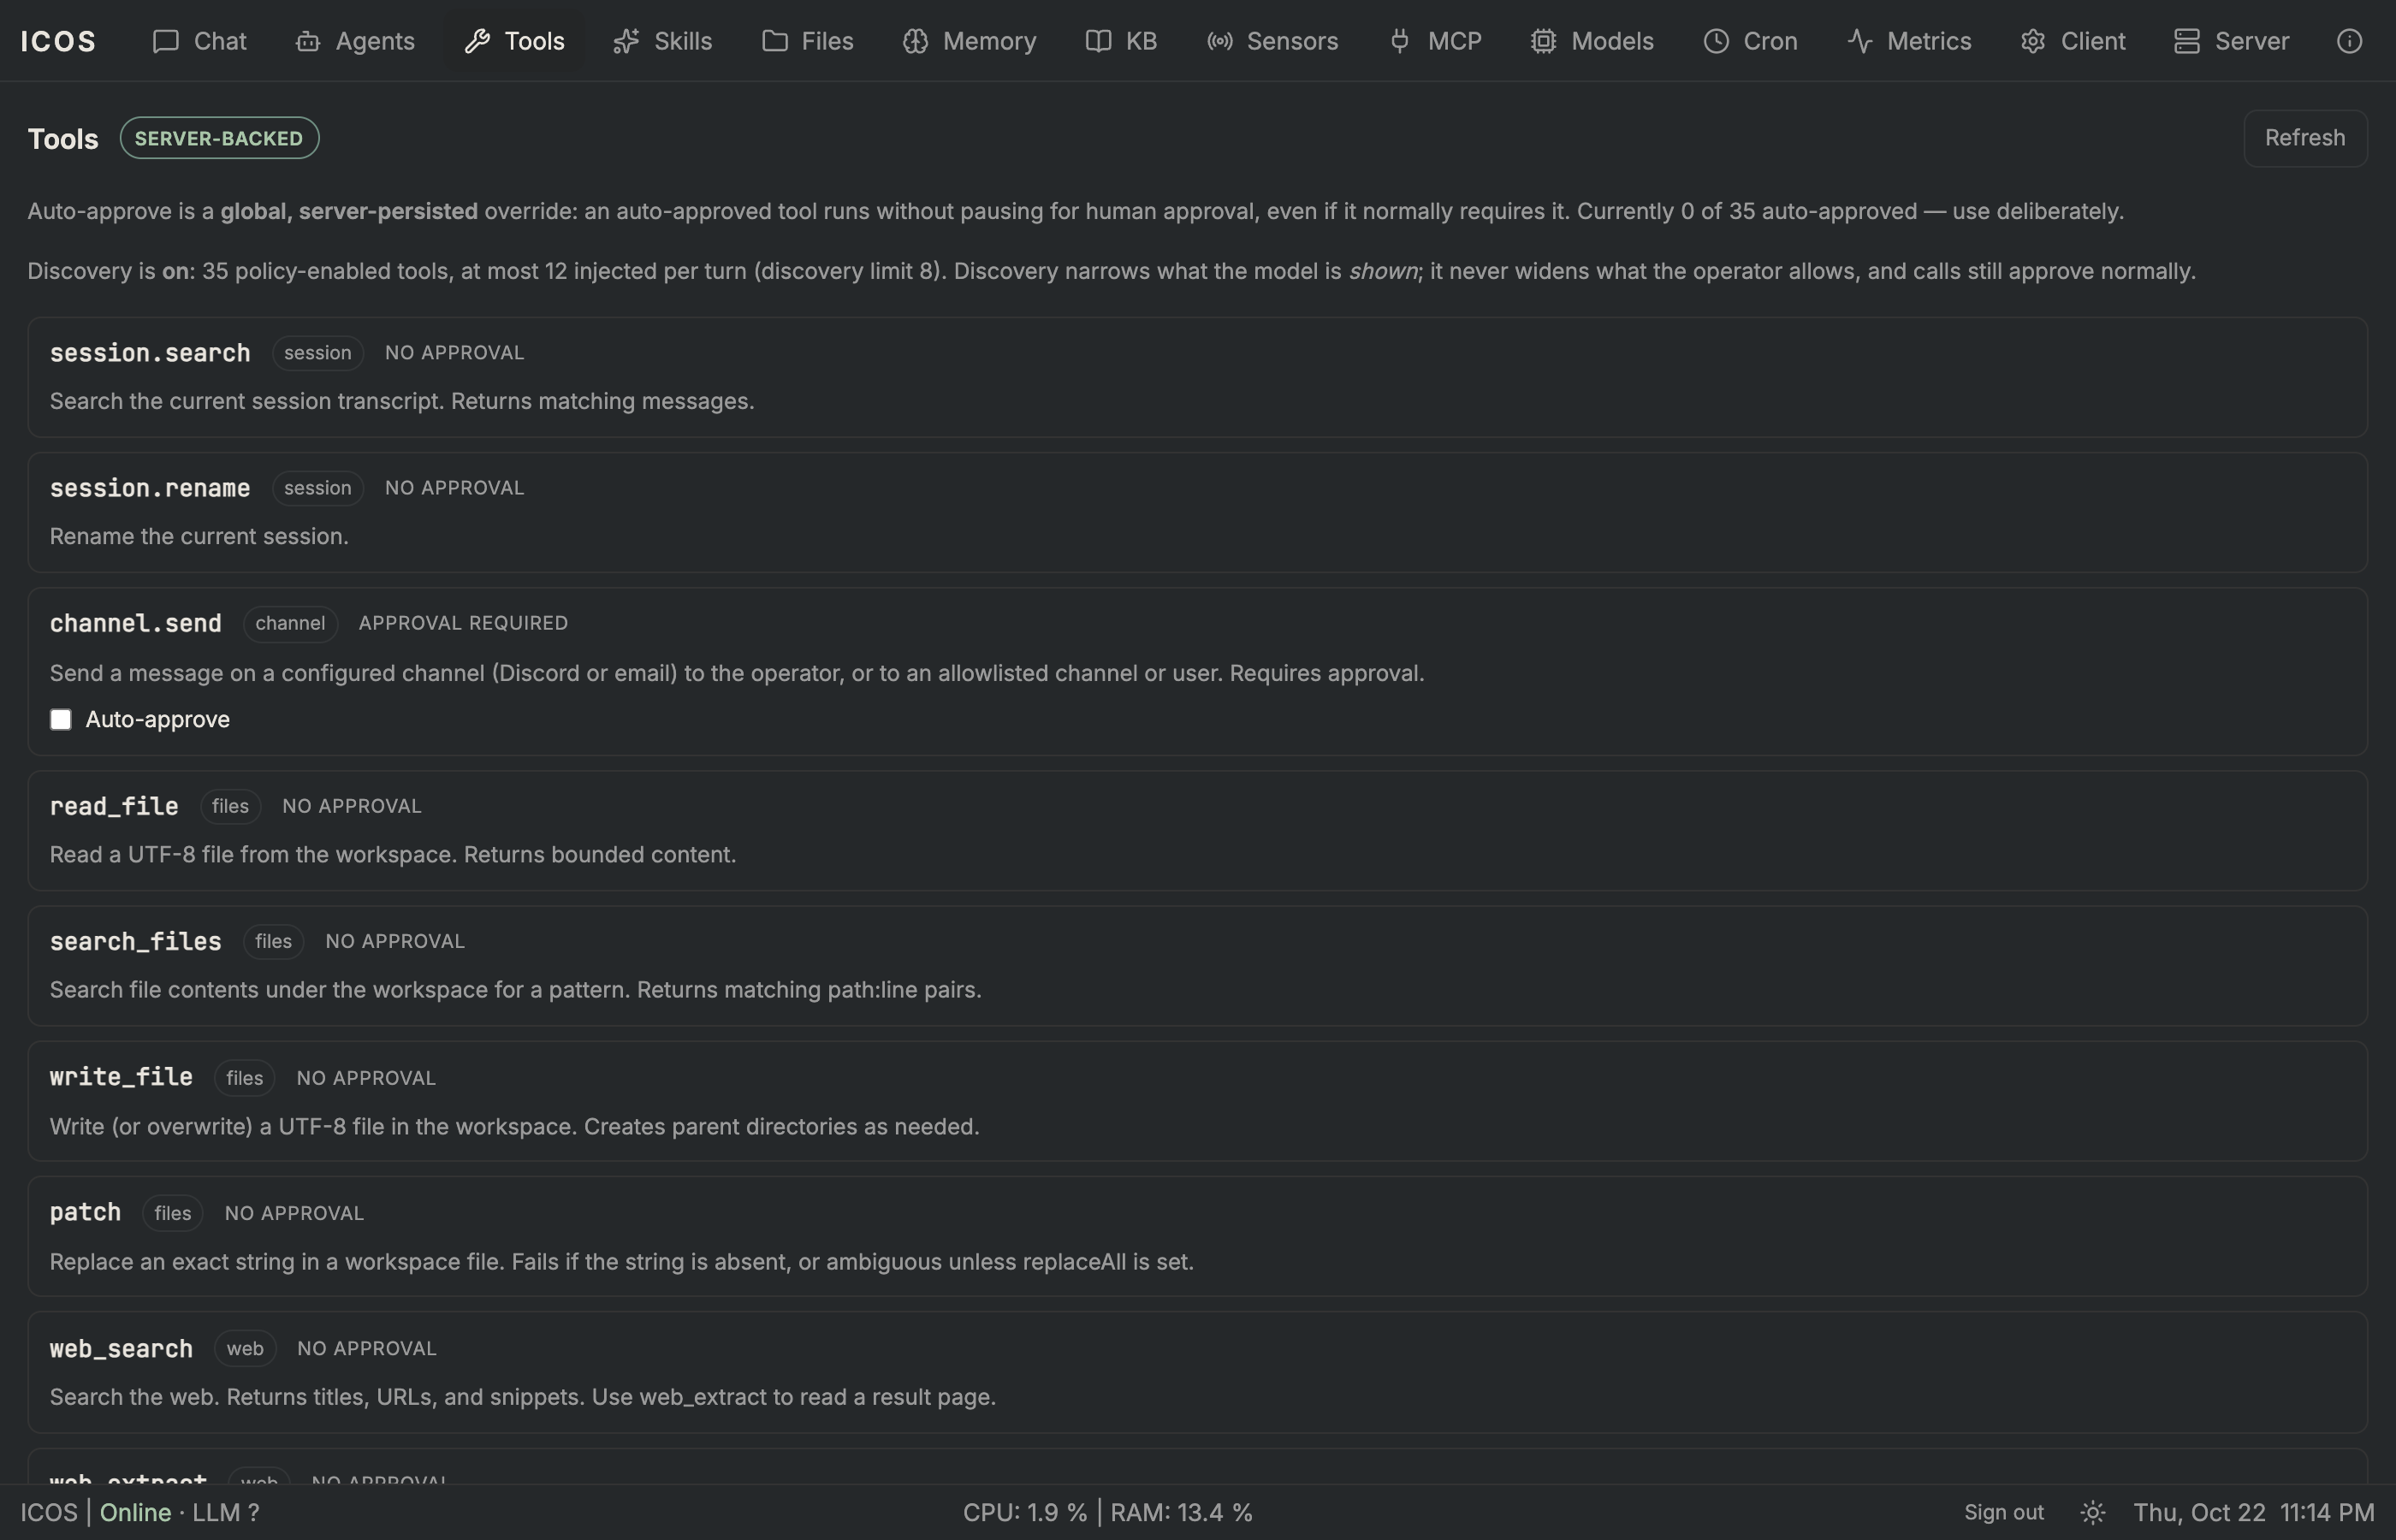 ICOS Chat Agents Tools Skills Files Memory KB Sensors MCP Models Cron Metrics Client Server
Tools SERVER-BACKED Refresh
Auto-approve is a global, server-persisted override: an auto-approved tool runs without pausing for human approval, even if it normally requires it. Currently 0 of 35 auto-approved — use deliberately.
Discovery is on: 35 policy-enabled tools, at most 12 injected per turn (discovery limit 8). Discovery narrows what the model is shown; it never widens what the operator allows, and calls still approve normally.
session.search session NO APPROVAL
Search the current session transcript. Returns matching messages.
session.rename session NO APPROVAL
Rename the current session.
channel.send channel APPROVAL REQUIRED
Send a message on a configured channel (Discord or email) to the operator, or to an allowlisted channel or user. Requires approval.
Auto-approve
read_file files NO APPROVAL
Read a UTF-8 file from the workspace. Returns bounded content.
search_files files NO APPROVAL
Search file contents under the workspace for a pattern. Returns matching path:line pairs.
write_file files NO APPROVAL
Write (or overwrite) a UTF-8 file in the workspace. Creates parent directories as needed.
patch files NO APPROVAL
Replace an exact string in a workspace file. Fails if the string is absent, or ambiguous unless replaceAll is set.
web_search web NO APPROVAL
Search the web. Returns titles, URLs, and snippets. Use web_extract to read a result page.
web_extract web NO APPROVAL
ICOS | Online · LLM ? CPU: 1.9 % | RAM: 13.4 % Sign out Thu, Oct 22 11:14 PM